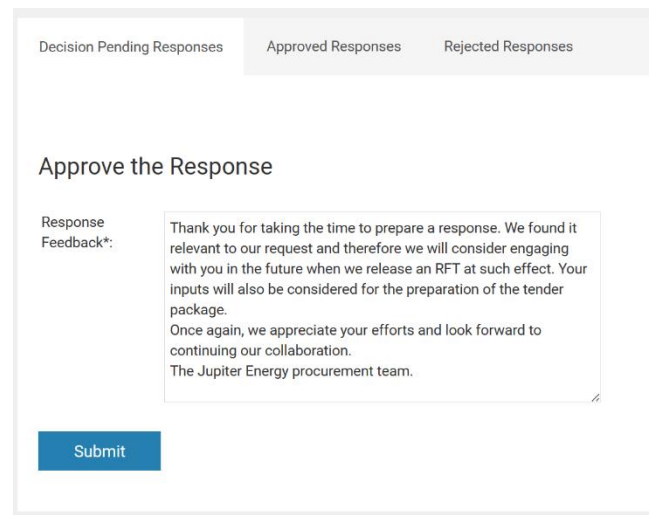 Decision Pending Responses Approved Responses Rejected Responses
Approve the Response
Response
Feedback*:
Thank you for taking the time to prepare a response. We found it
relevant to our request and therefore we will consider engaging
with you in the future when we release an RFT at such effect. Your
inputs will also be considered for the preparation of the tender
package.
Once again, we appreciate your efforts and look forward to
continuing our collaboration.
The Jupiter Energy procurement team.
Submit